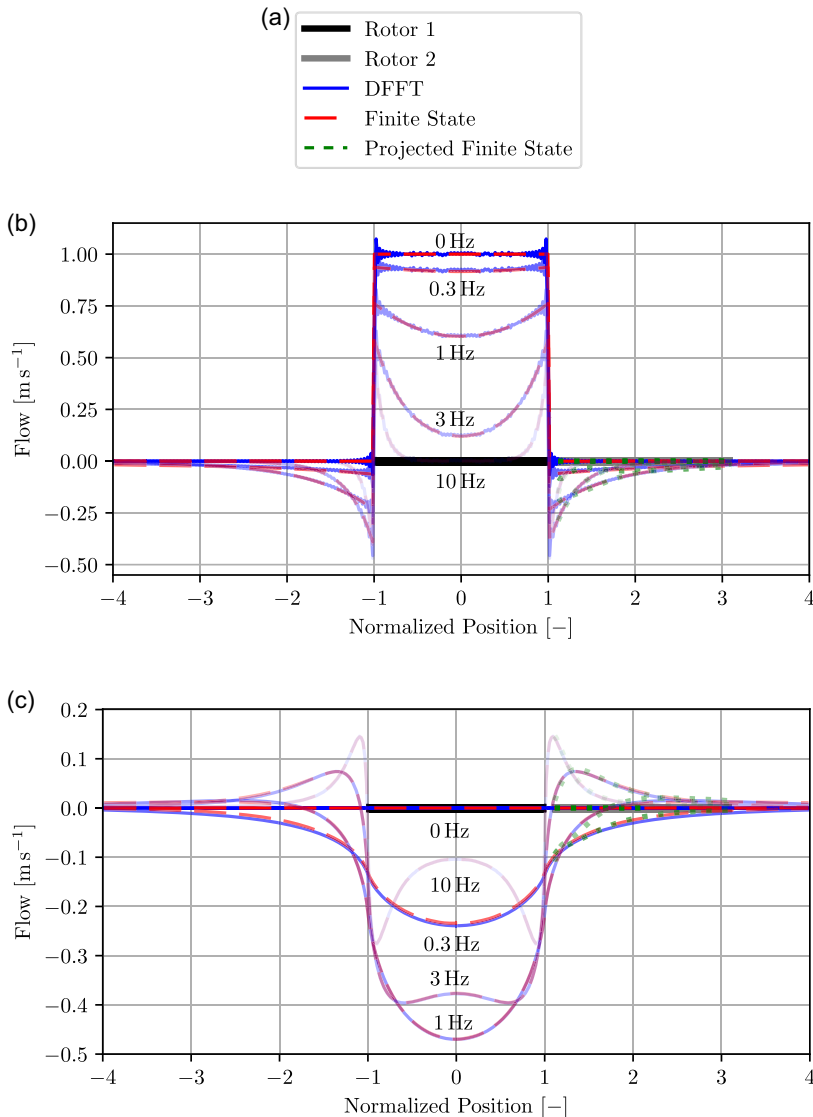 (a)
Rotor 1
Rotor 2
DFFT
Finite State
Projected Finite State
(b)
1.00
0.75
0.50
0.25
0.00
−0.25
−0.50
Flow [m s⁻¹]
0 Hz
0.3 Hz
1 Hz
3 Hz
10 Hz
−4 −3 −2 −1 0 1 2 3 4
Normalized Position [−]
(c)
0.2
0.1
0.0
−0.1
−0.2
−0.3
−0.4
−0.5
Flow [m s⁻¹]
0 Hz
10 Hz
0.3 Hz
3 Hz
1 Hz
−4 −3 −2 −1 0 1 2 3 4
Normalized Position [−]